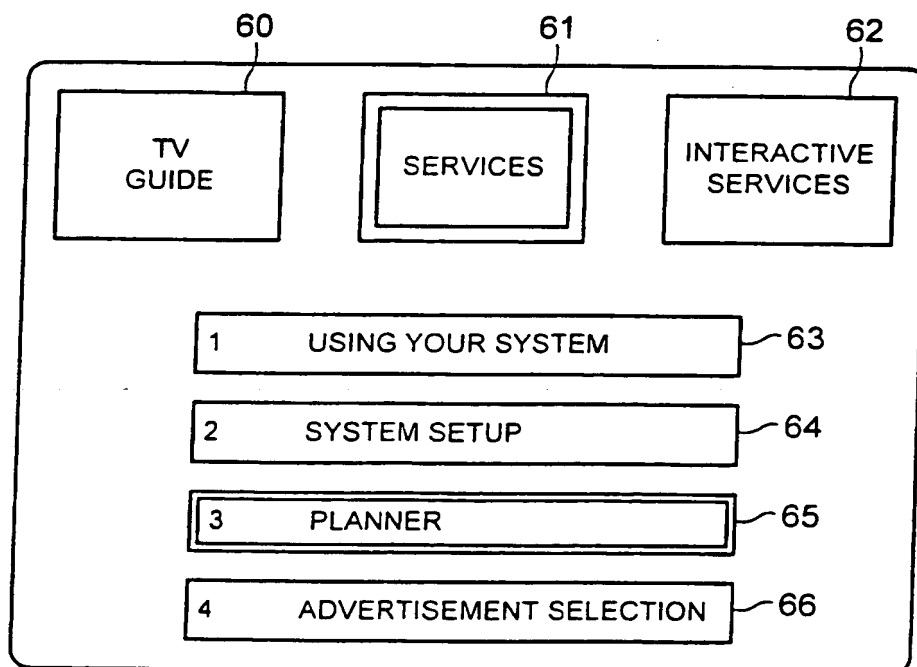 60 61 62
TV
GUIDE
SERVICES
INTERACTIVE
SERVICES
1 USING YOUR SYSTEM 63
2 SYSTEM SETUP 64
3 PLANNER 65
4 ADVERTISEMENT SELECTION 66